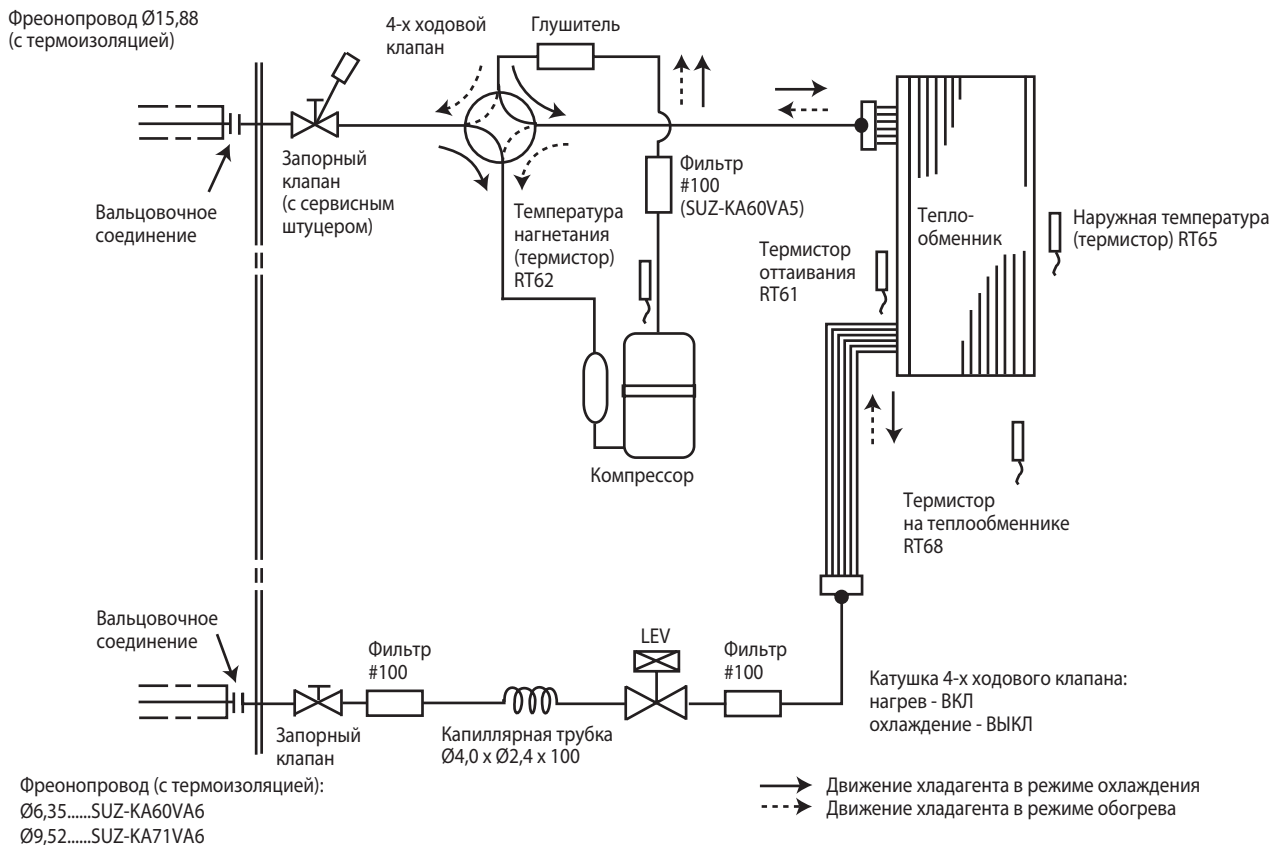 Фреонопровод Ø15,88
(с термоизоляцией)
4-х ходовой
клапан
Глушитель
Запорный
клапан
(с сервисным
штуцером)
Вальцовочное
соединение
Фильтр
#100
(SUZ-KA60VA5)
Температура
нагнетания
(термистор)
RT62
Тепло-
обменник
Наружная температура
(термистор) RT65
Термистор
оттаивания
RT61
Компрессор
Термистор
на теплообменнике
RT68
Вальцовочное
соединение
Фильтр
#100
LEV
Фильтр
#100
Катушка 4-х ходового клапана:
нагрев - ВКЛ
охлаждение - ВЫКЛ
Запорный
клапан
Капиллярная трубка
Ø4,0 x Ø2,4 x 100
Фреонопровод (с термоизоляцией):
Ø6,35......SUZ-KA60VA6
Ø9,52......SUZ-KA71VA6
Движение хладагента в режиме охлаждения
Движение хладагента в режиме обогрева